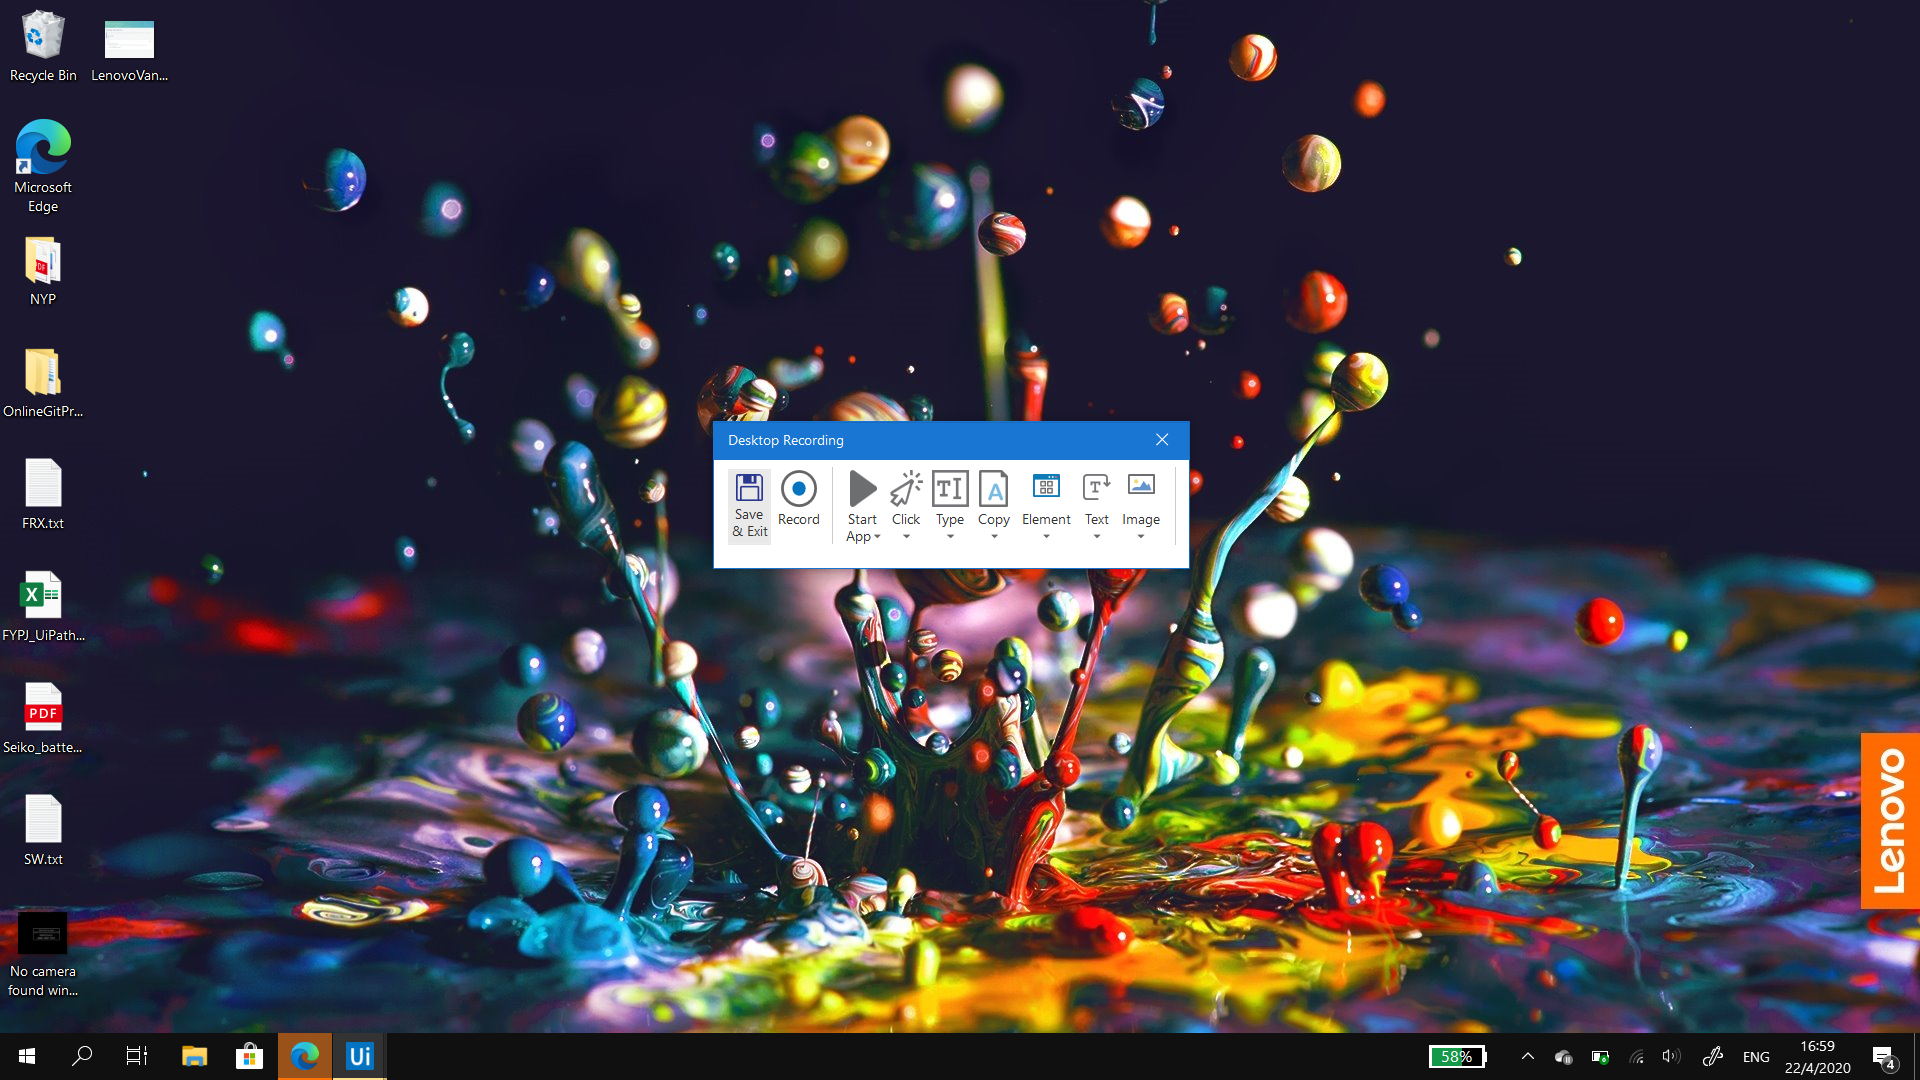 Recycle Bin
LenovoVan...
Microsoft
Edge
NYP
OnlineGitPr...
FRX.txt
FYPJ_UiPath...
PDF
Seiko_batte...
SW.txt
No camera
found win...
Desktop Recording
Save
& Exit
Record
Start
App
Click
Type
Copy
Element
Text
Image
Lenovo
Ui
58%
ENG
16:59
22/4/2020
4